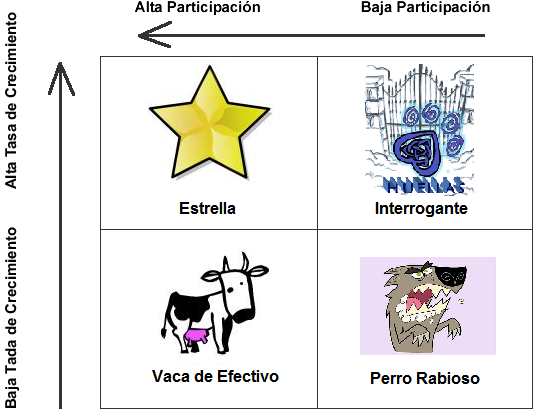 Alta Participación
Baja Participación
Alta Tasa de Crecimiento
Estrella
HUELLAS
Interrogante
Baja Tada de Crecimiento
Vaca de Efectivo
Perro Rabioso